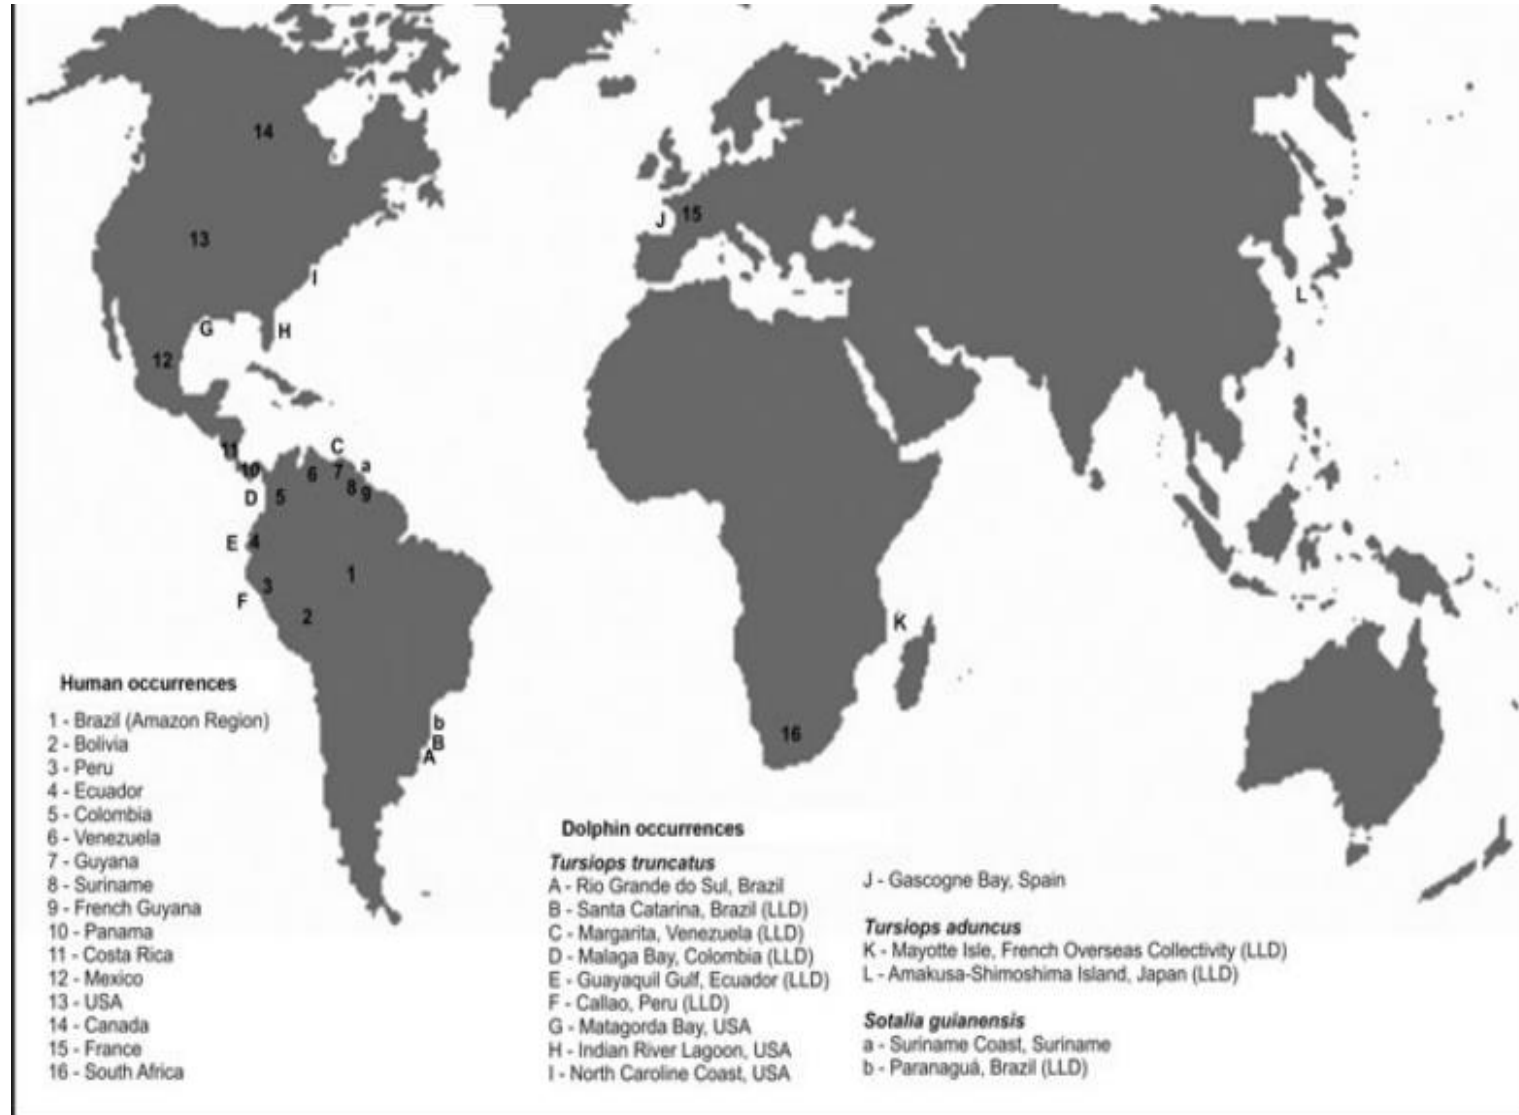 14
15
J
13
I
L
G
H
12
11
C
10
6
7
a
D
5
8
9
E
4
1
3
F
2
K
b
B
A
16
Human occurrences
1 - Brazil (Amazon Region)
2 - Bolivia
3 - Peru
4 - Ecuador
5 - Colombia
6 - Venezuela
7 - Guyana
8 - Suriname
9 - French Guyana
10 - Panama
11 - Costa Rica
12 - Mexico
13 - USA
14 - Canada
15 - France
16 - South Africa
Dolphin occurrences
Tursiops truncatus
A - Rio Grande do Sul, Brazil
B - Santa Catarina, Brazil (LLD)
C - Margarita, Venezuela (LLD)
D - Malaga Bay, Colombia (LLD)
E - Guayaquil Gulf, Ecuador (LLD)
F - Callao, Peru (LLD)
G - Matagorda Bay, USA
H - Indian River Lagoon, USA
I - North Caroline Coast, USA
J - Gascogne Bay, Spain
Tursiops aduncus
K - Mayotte Isle, French Overseas Collectivity (LLD)
L - Amakusa-Shimoshima Island, Japan (LLD)
Sotalia guianensis
a - Suriname Coast, Suriname
b - Paranaguá, Brazil (LLD)